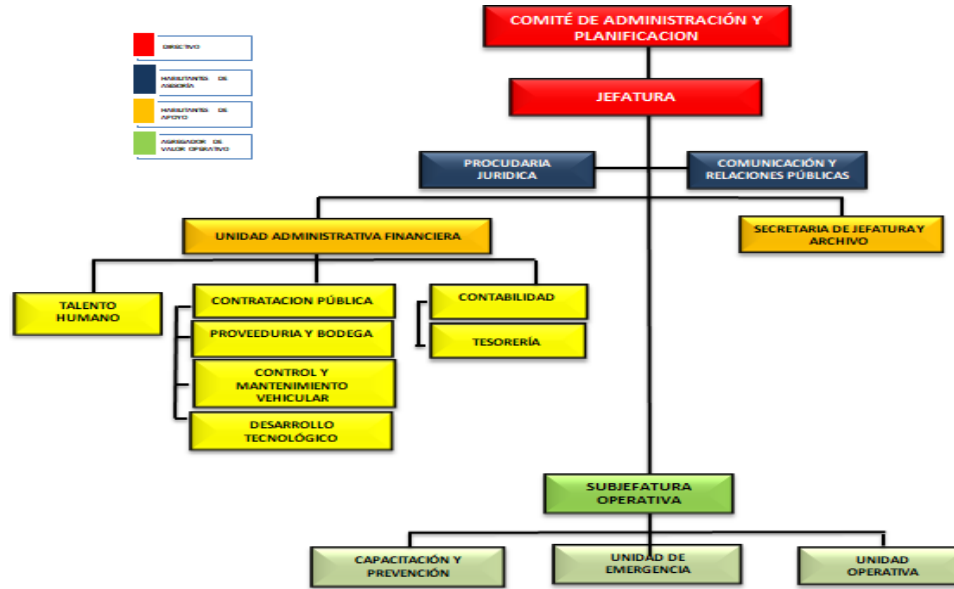 COMITÉ DE ADMINISTRACIÓN Y
PLANIFICACION
DIRECTIVO
HABILITANTES DE
ASESORÍA
HABILITANTES DE
APOYO
AGREGADOR DE
VALOR OPERATIVO
JEFATURA
PROCUDARIA
JURIDICA
COMUNICACIÓN Y
RELACIONES PÚBLICAS
UNIDAD ADMINISTRATIVA FINANCIERA
SECRETARIA DE JEFATURA Y
ARCHIVO
TALENTO
HUMANO
CONTRATACION PÚBLICA
PROVEEDURIA Y BODEGA
CONTROL Y
MANTENIMIENTO
VEHICULAR
DESARROLLO
TECNOLÓGICO
CONTABILIDAD
TESORERÍA
SUBJEFATURA
OPERATIVA
CAPACITACIÓN Y
PREVENCIÓN
UNIDAD DE
EMERGENCIA
UNIDAD
OPERATIVA